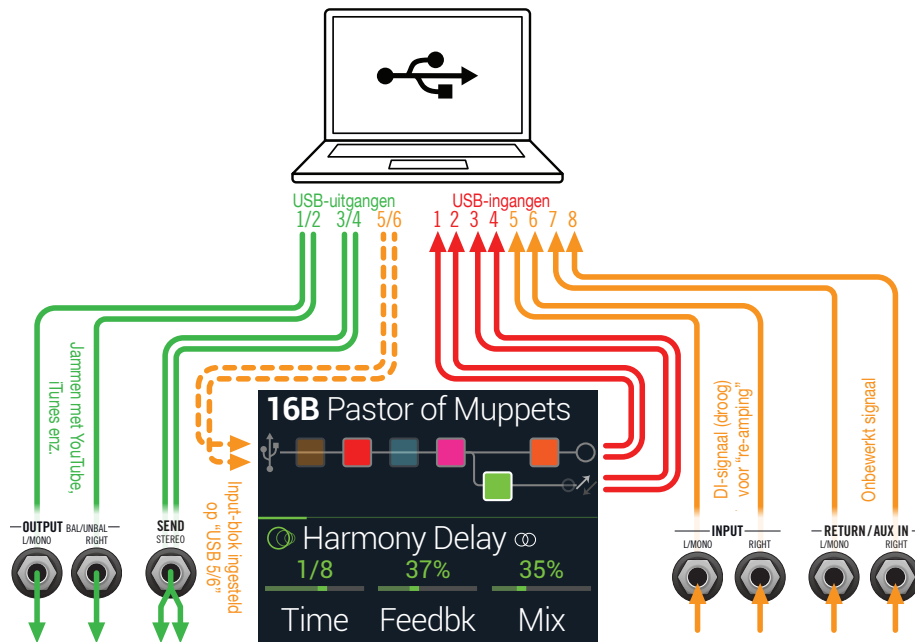 USB-uitgangen
1/2 3/4 5/6
USB-ingangen
1 2 3 4 5 6 7 8
Jammen met YouTube,
iTunes enz.
Input-blok ingesteld
op “USB 5/6”
16B Pastor of Muppets
Harmony Delay
1/8 37% 35%
Time Feedbk Mix
DI-signaal (droog)
voor “re-amping”
Onbewerkt signaal
OUTPUT BAL/UNBAL
L/MONO RIGHT
SEND
STEREO
INPUT
L/MONO RIGHT
RETURN / AUX IN
L/MONO RIGHT